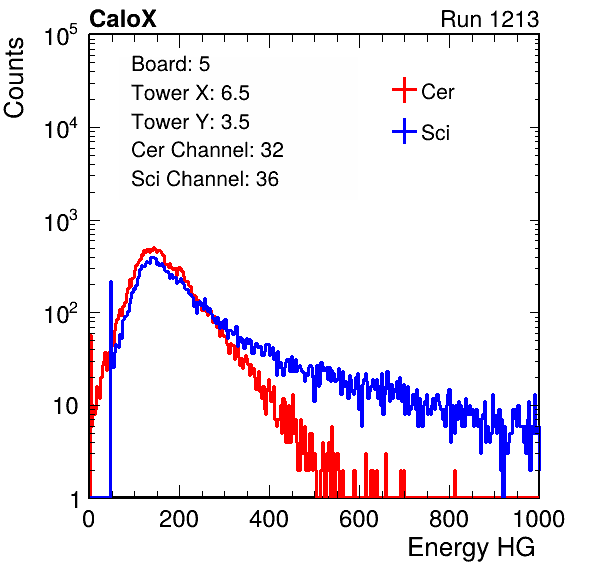 CaloX Run 1213
Counts
Board: 5
Tower X: 6.5
Tower Y: 3.5
Cer Channel: 32
Sci Channel: 36
Cer
Sci
10^5
10^4
10^3
10^2
10
1
0 200 400 600 800 1000
Energy HG